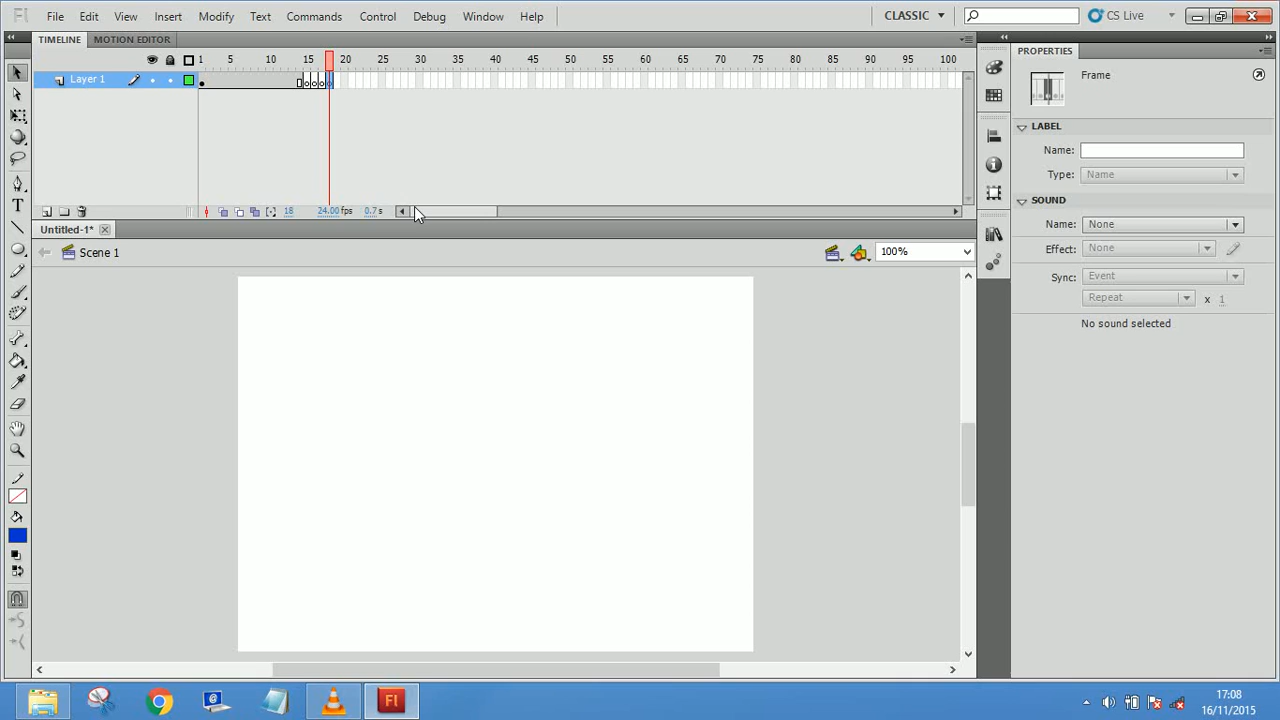 Fl File Edit View Insert Modify Text Commands Control Debug Window Help CLASSIC CS Live
TIMELINE MOTION EDITOR
1 5 10 15 20 25 30 35 40 45 50 55 60 65 70 75 80 85 90 95 100
Layer 1
18 24.00 fps 0.7 s
Untitled-1*
Scene 1
100%
PROPERTIES
Frame
LABEL
Name:
Type: Name
SOUND
Name: None
Effect: None
Sync: Event
Repeat x 1
No sound selected
Fl
17:08
16/11/2015